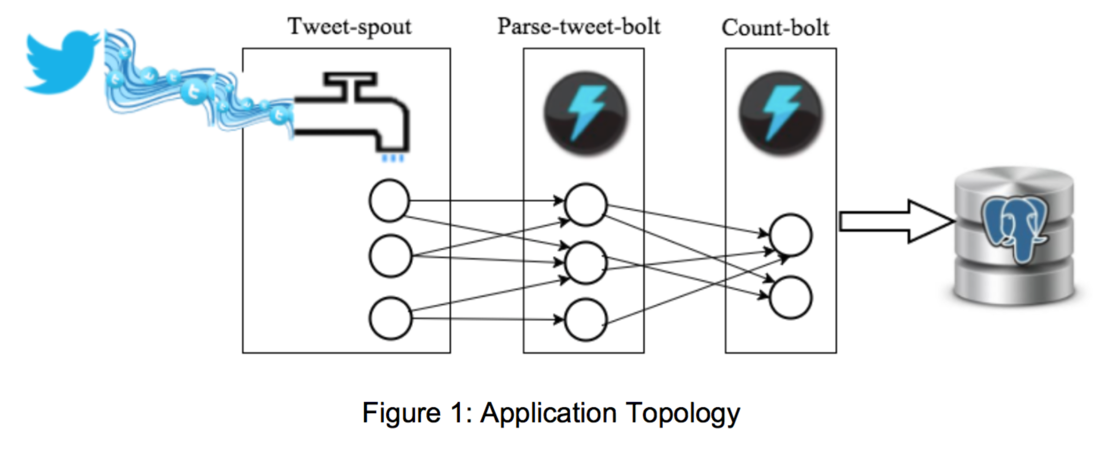 Tweet-spout
Parse-tweet-bolt
Count-bolt
Figure 1: Application Topology